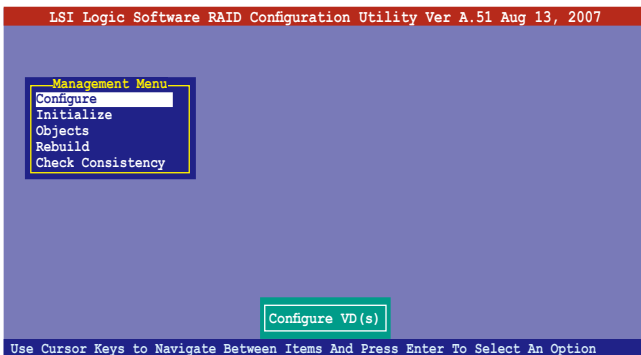 LSI Logic Software RAID Configuration Utility Ver A.51 Aug 13, 2007
Management Menu
Configure
Initialize
Objects
Rebuild
Check Consistency
Configure VD(s)
Use Cursor Keys to Navigate Between Items And Press Enter To Select An Option